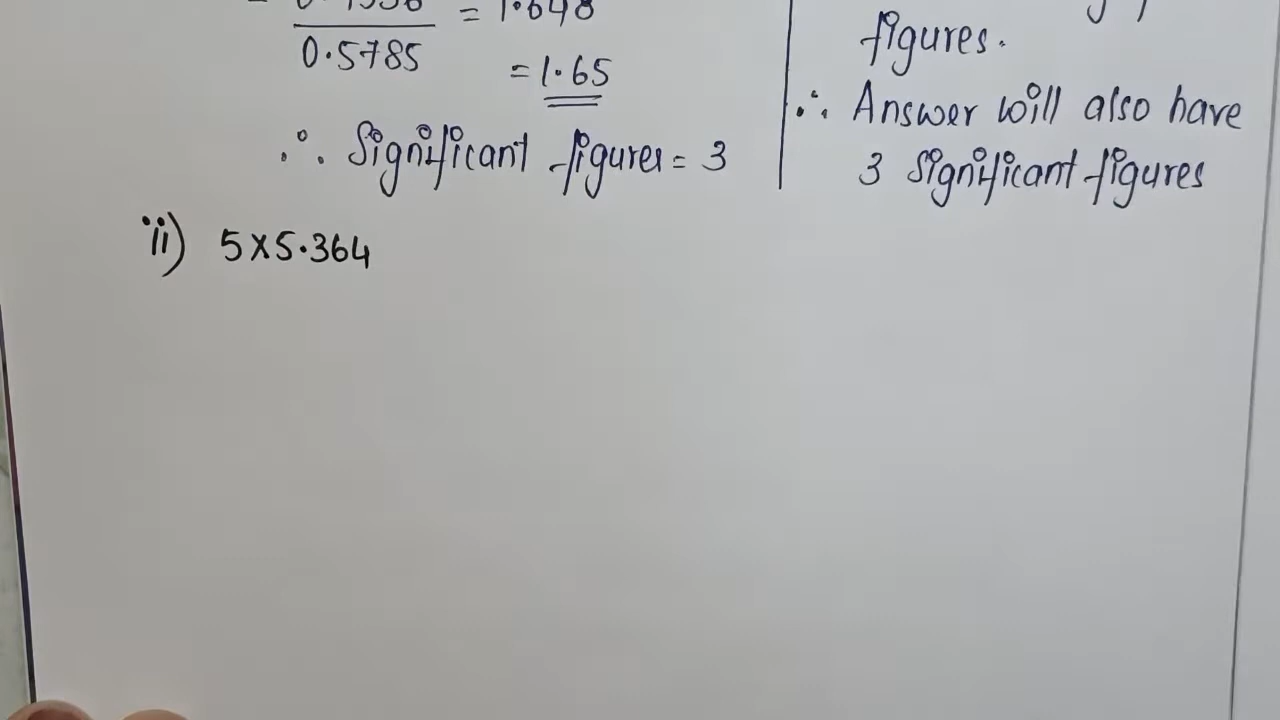 = 1.648
0.5785
= 1.65
∴ Significant figures = 3
figures.
∴ Answer will also have
3 significant figures
ii) 5×5.364